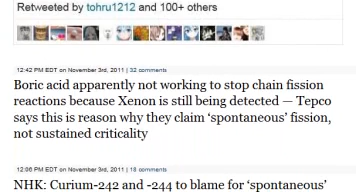 Retweeted by tohru1212 and 100+ others
12:42 PM EDT on November 3rd, 2011 | 32 comments
Boric acid apparently not working to stop chain fission
reactions because Xenon is still being detected — Tepco
says this is reason why they claim ‘spontaneous’ fission,
not sustained criticality
12:06 PM EDT on November 3rd, 2011 | 18 comments
NHK: Curium-242 and -244 to blame for ‘spontaneous’